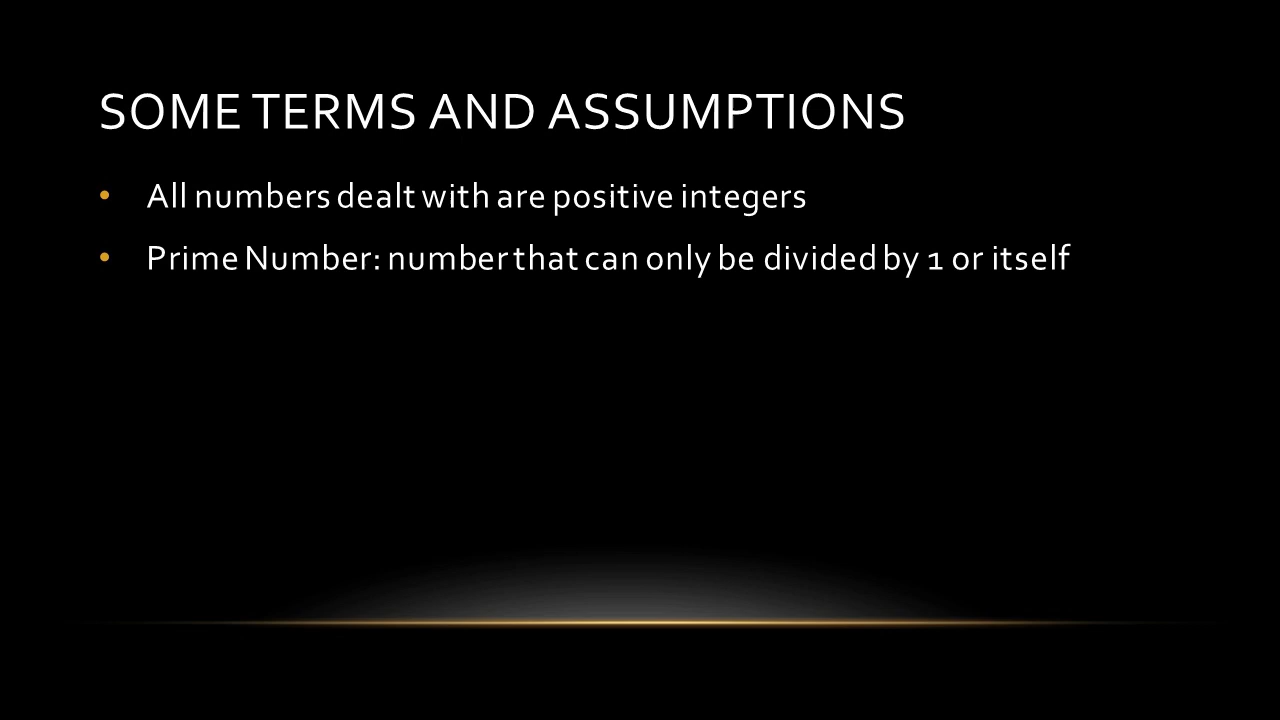 SOME TERMS AND ASSUMPTIONS
• All numbers dealt with are positive integers
• Prime Number: number that can only be divided by 1 or itself